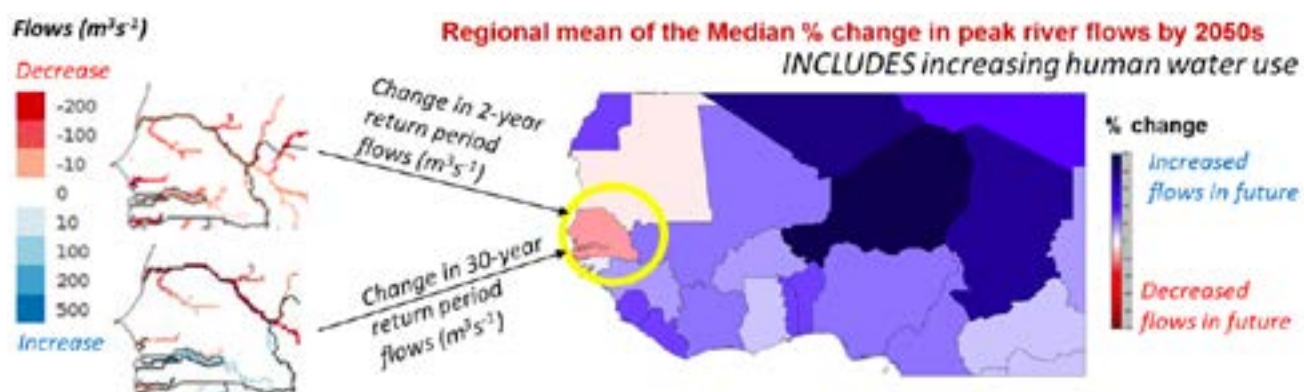 Flows (m³s⁻¹)
Decrease
-200
-100
-10
0
10
100
200
500
Increase
Change in 2-year
return period
flows (m³s⁻¹)
Change in 30-year
return period
flows (m³s⁻¹)
Regional mean of the Median % change in peak river flows by 2050s
INCLUDES increasing human water use
% change
Increased
flows in future
Decreased
flows in future